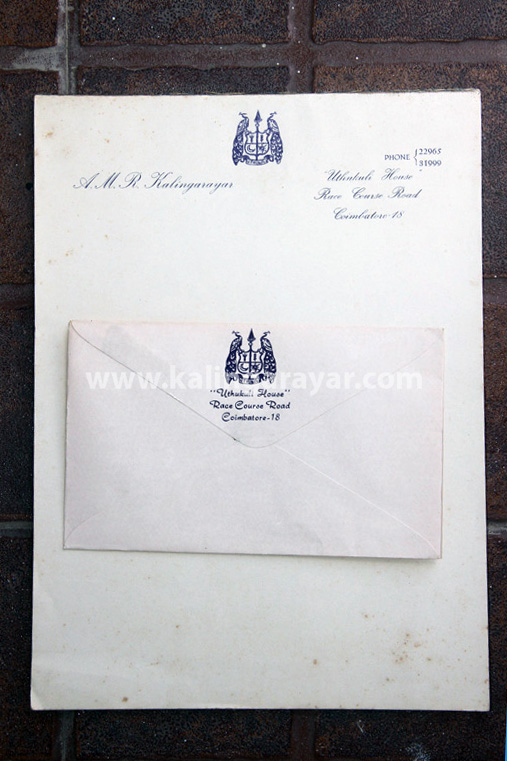 PHONE { 22965
31999
A. M. R. Kalingarayar
"Uthukuli House"
Race Course Road
Coimbatore-18
www.kalingarayar.com
"Uthukuli House"
Race Course Road
Coimbatore-18